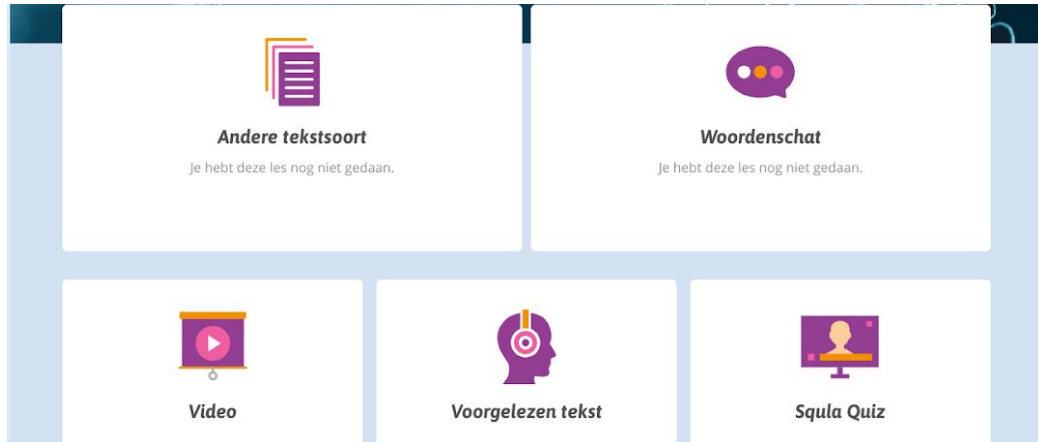 Andere tekstsoort
Je hebt deze les nog niet gedaan.
Woordenschat
Je hebt deze les nog niet gedaan.
Video
Voorgelezen tekst
Squla Quiz